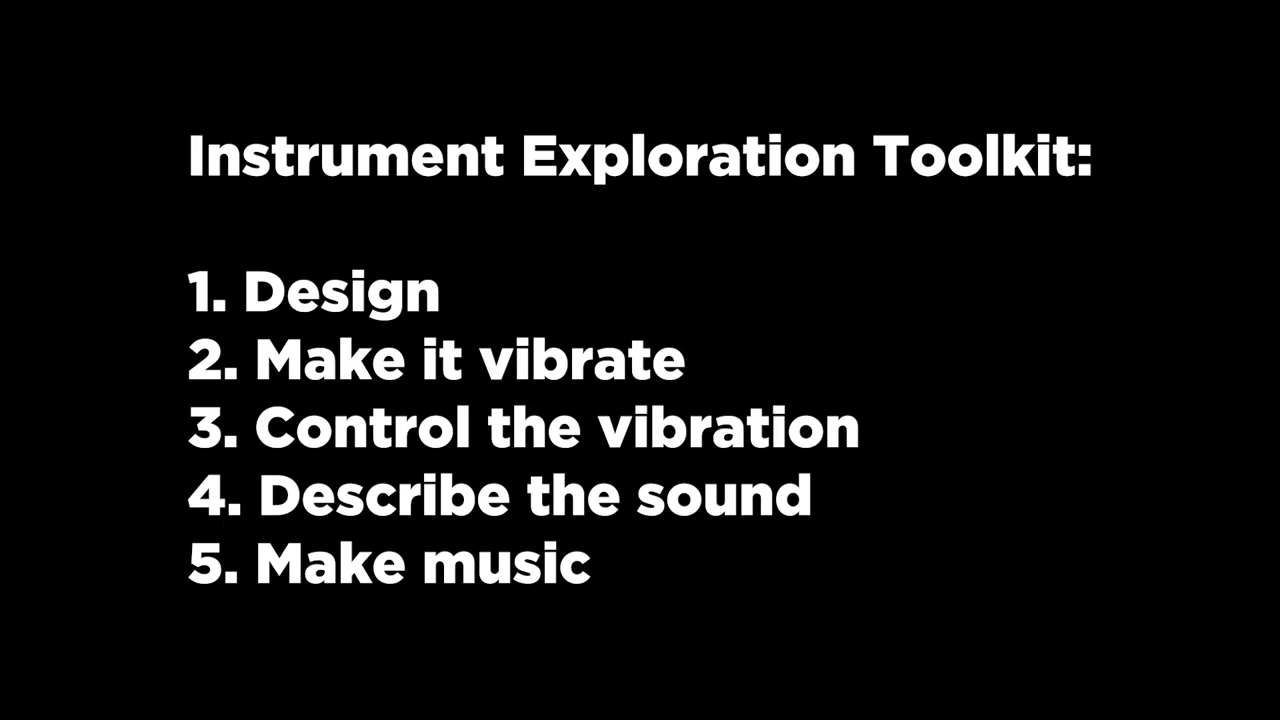 Instrument Exploration Toolkit:
1. Design
2. Make it vibrate
3. Control the vibration
4. Describe the sound
5. Make music